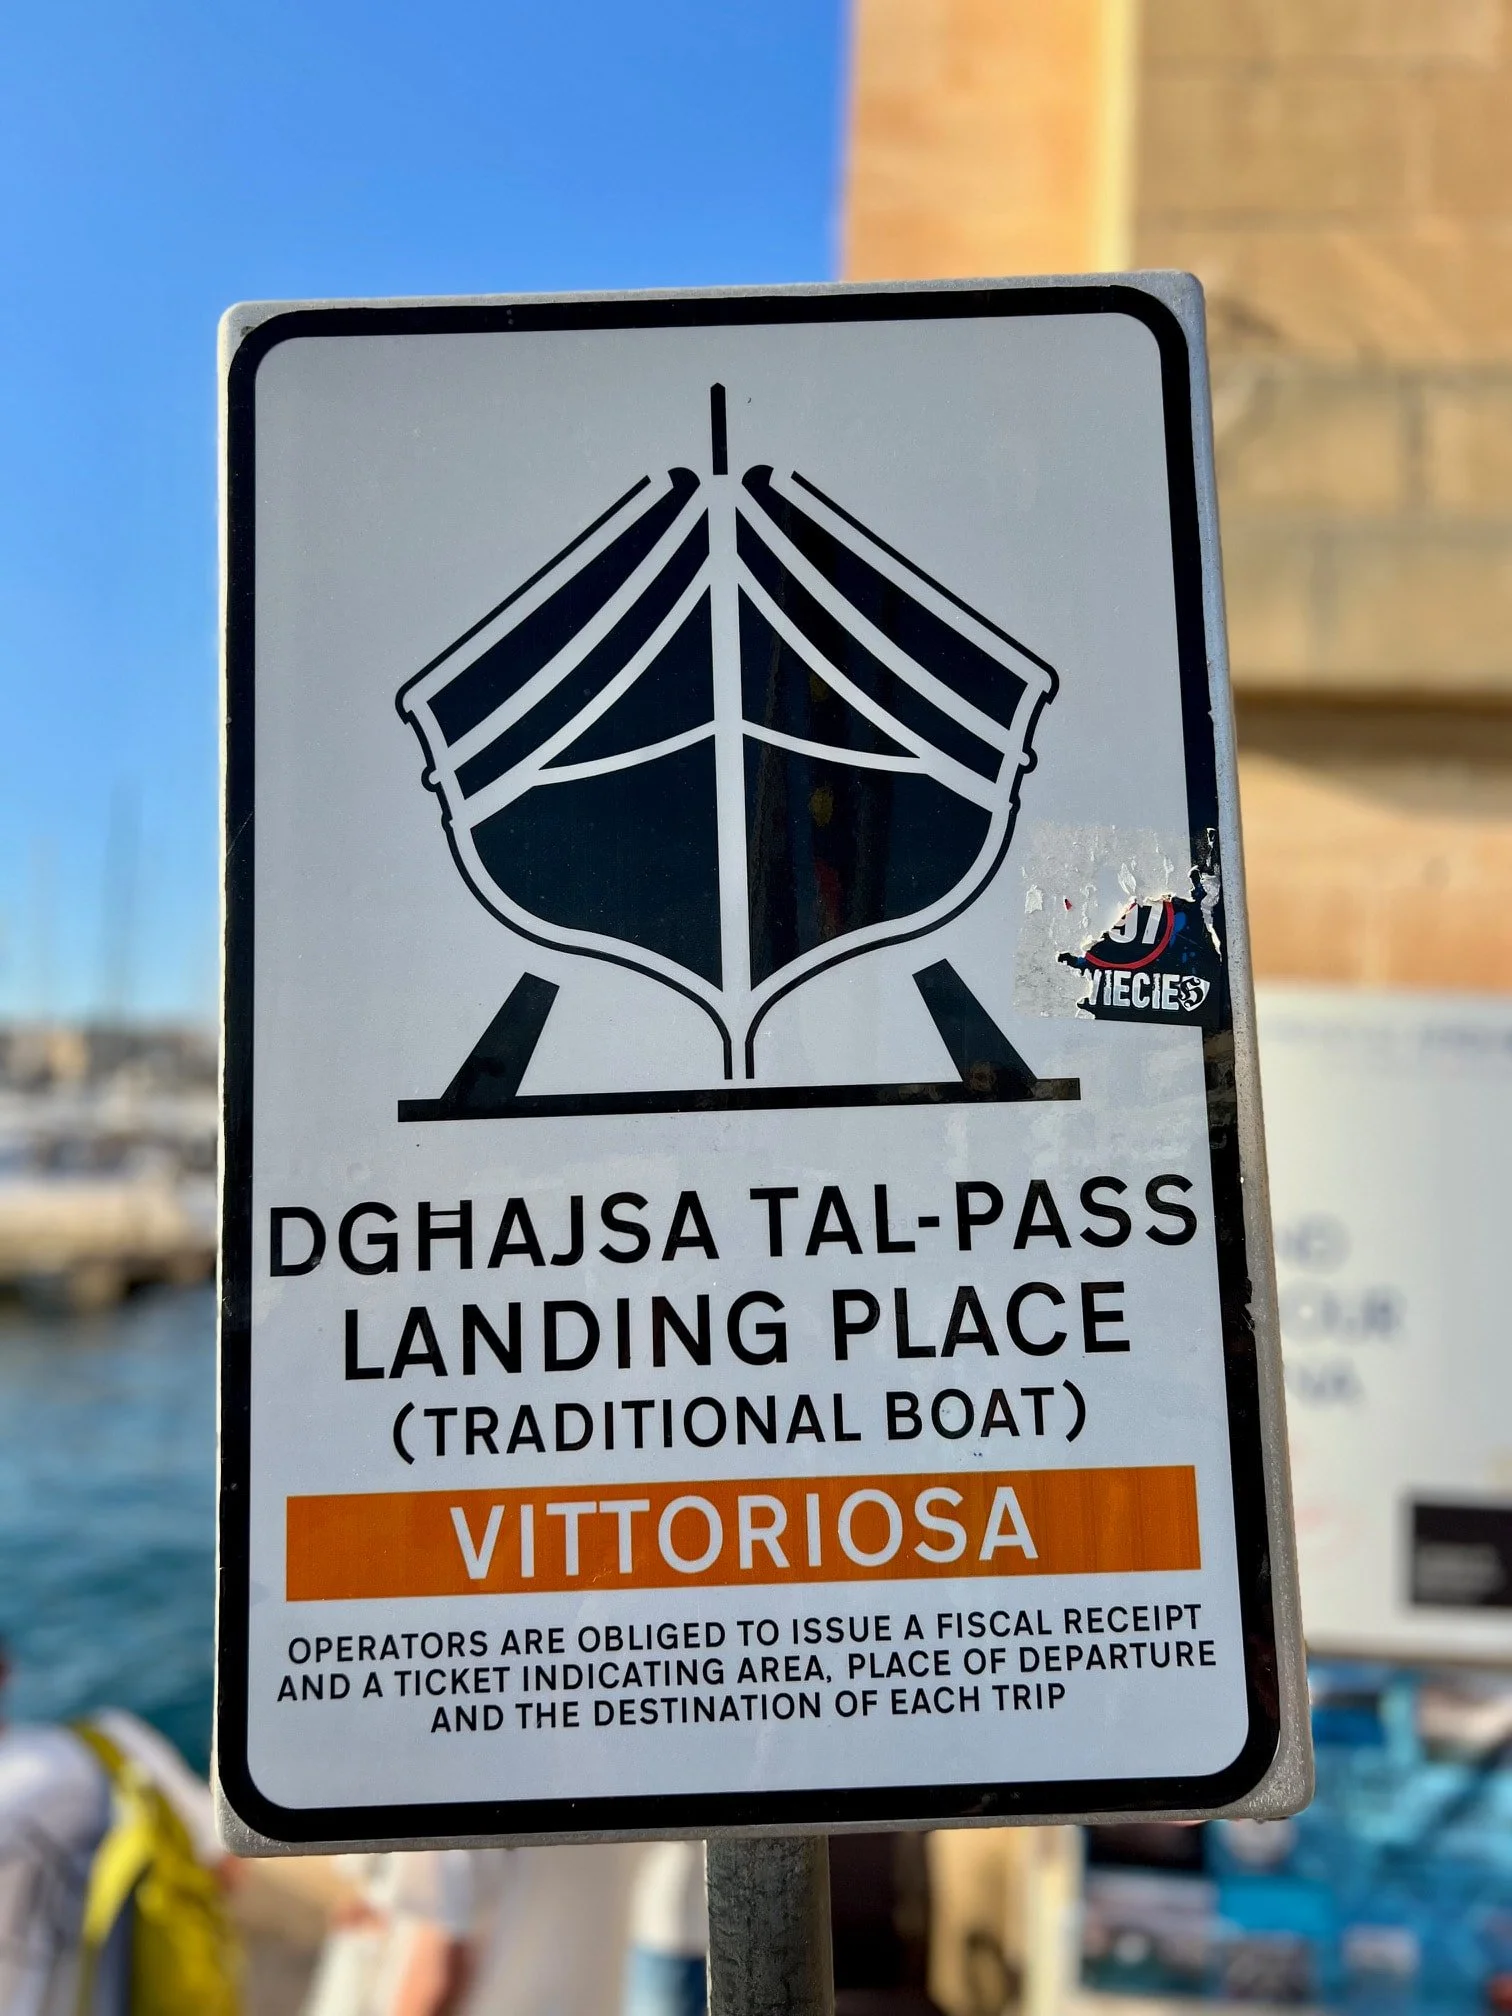 DGĦAJSA TAL-PASS
LANDING PLACE
(TRADITIONAL BOAT)
VITTORIOSA
OPERATORS ARE OBLIGED TO ISSUE A FISCAL RECEIPT
AND A TICKET INDICATING AREA, PLACE OF DEPARTURE
AND THE DESTINATION OF EACH TRIP